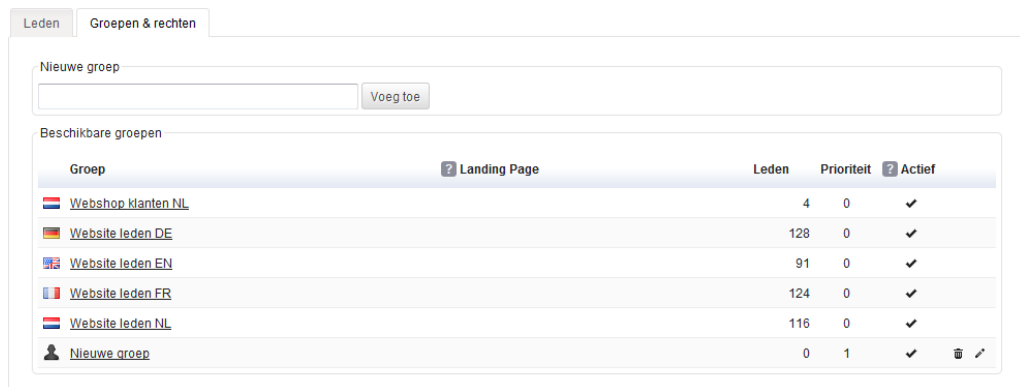 Leden Groepen & rechten
Nieuwe groep
Voeg toe
Beschikbare groepen
Groep ? Landing Page Leden Prioriteit ? Actief
Webshop klanten NL 4 0
Website leden DE 128 0
Website leden EN 91 0
Website leden FR 124 0
Website leden NL 116 0
Nieuwe groep 0 1